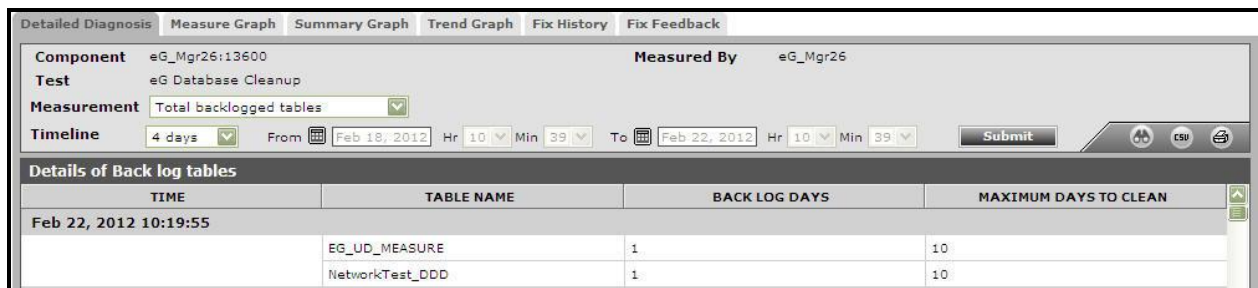 Detailed Diagnosis Measure Graph Summary Graph Trend Graph Fix History Fix Feedback
Component eG_Mgr26:13600 Measured By eG_Mgr26
Test eG Database Cleanup
Measurement Total backlogged tables
Timeline 4 days From Feb 18, 2012 Hr 10 Min 39 To Feb 22, 2012 Hr 10 Min 39 Submit CSV
Details of Back log tables
TIME TABLE NAME BACK LOG DAYS MAXIMUM DAYS TO CLEAN
Feb 22, 2012 10:19:55
EG_UD_MEASURE 1 10
NetworkTest_DDD 1 10